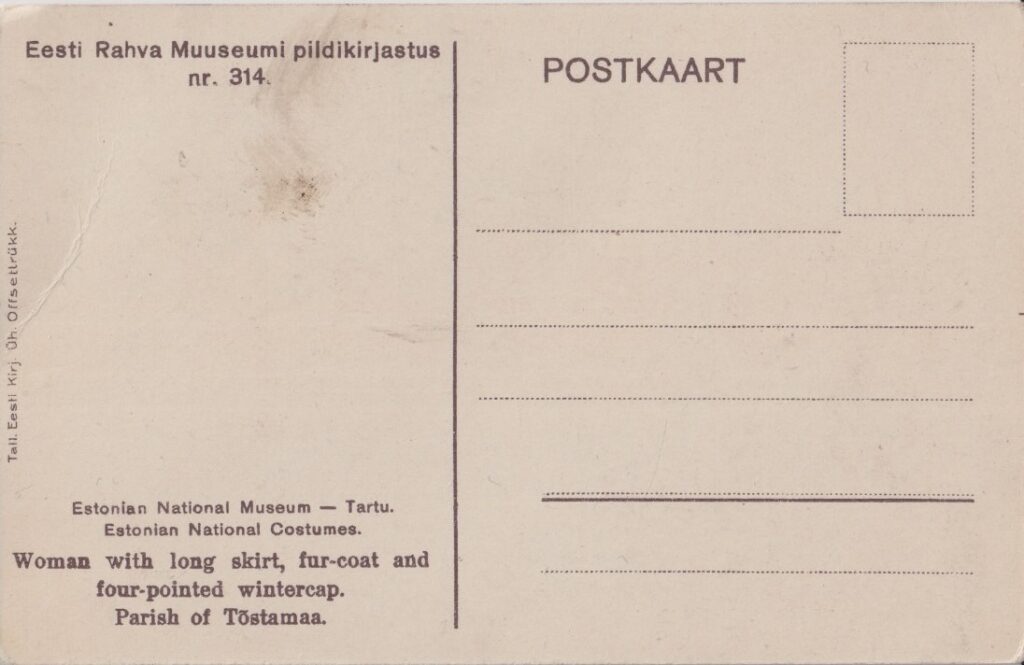 Eesti Rahva Muuseumi pildikirjastus
nr. 314.
POSTKAART
Tall. Eesti Kirj. Üh. Offsettrükk.
Estonian National Museum — Tartu.
Estonian National Costumes.
Woman with long skirt, fur-coat and
four-pointed wintercap.
Parish of Tõstamaa.